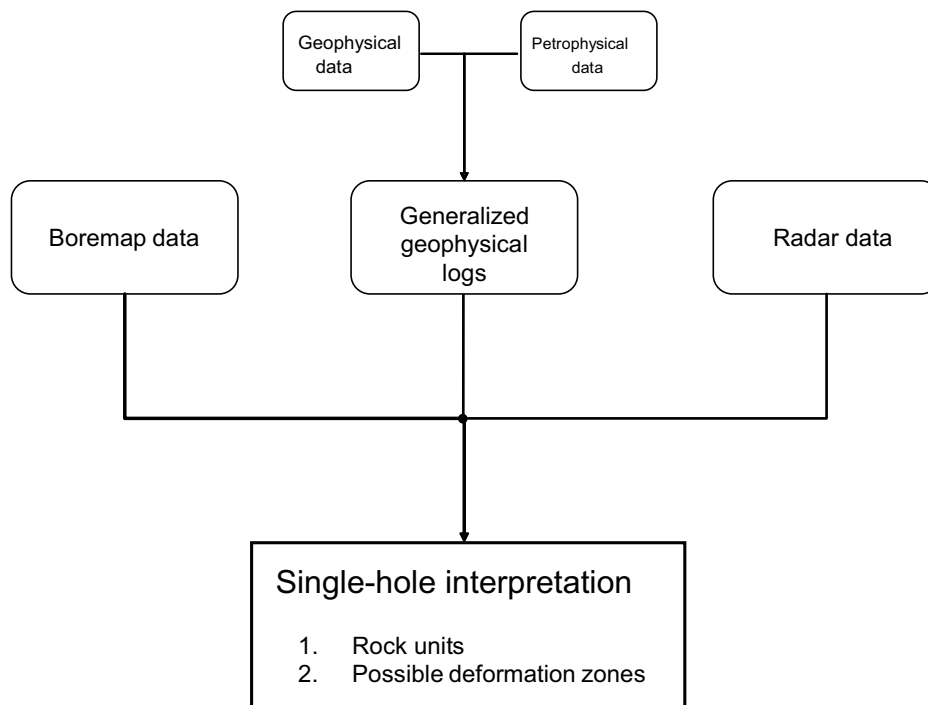 Geophysical
data
Petrophysical
data
Boremap data
Generalized
geophysical
logs
Radar data
Single-hole interpretation
1. Rock units
2. Possible deformation zones